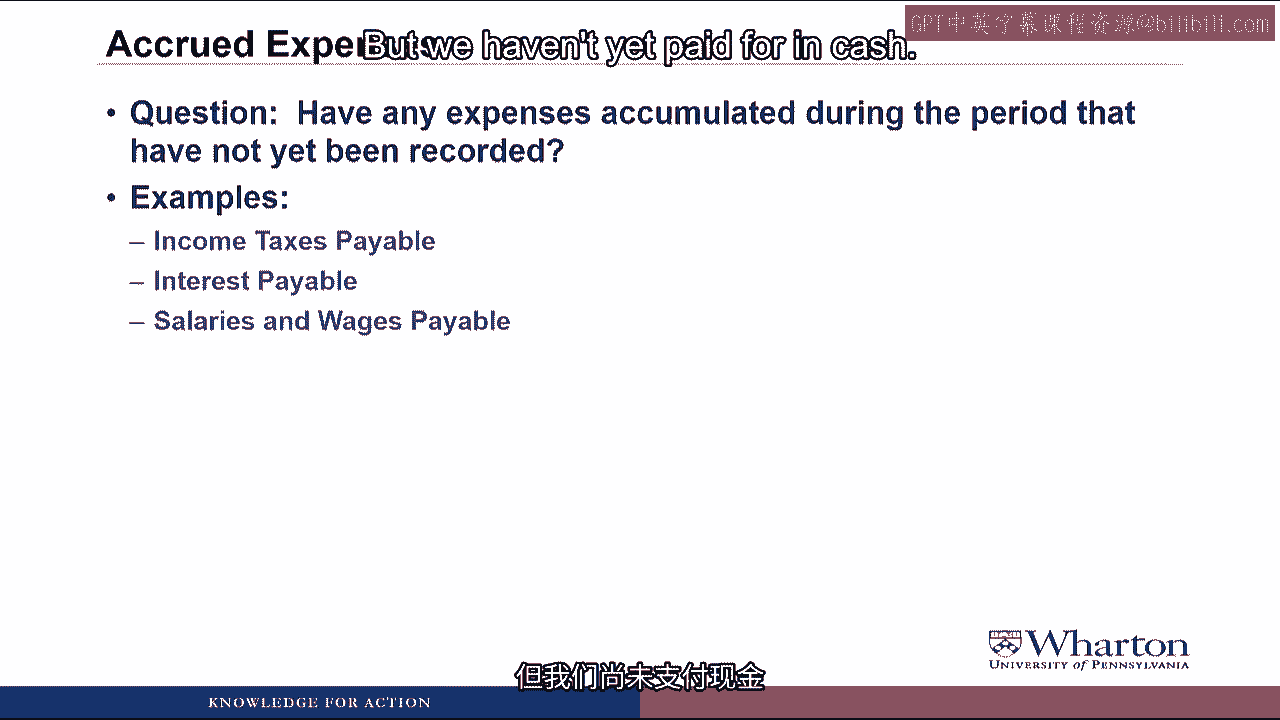 GPT中英字幕课程资源@bilibili.com
Accrued Expenses
But we haven't yet paid for in cash.
• Question: Have any expenses accumulated during the period that
have not yet been recorded?
• Examples:
– Income Taxes Payable
– Interest Payable
– Salaries and Wages Payable
Wharton
UNIVERSITY of PENNSYLVANIA
但我们尚未支付现金
KNOWLEDGE FOR ACTION